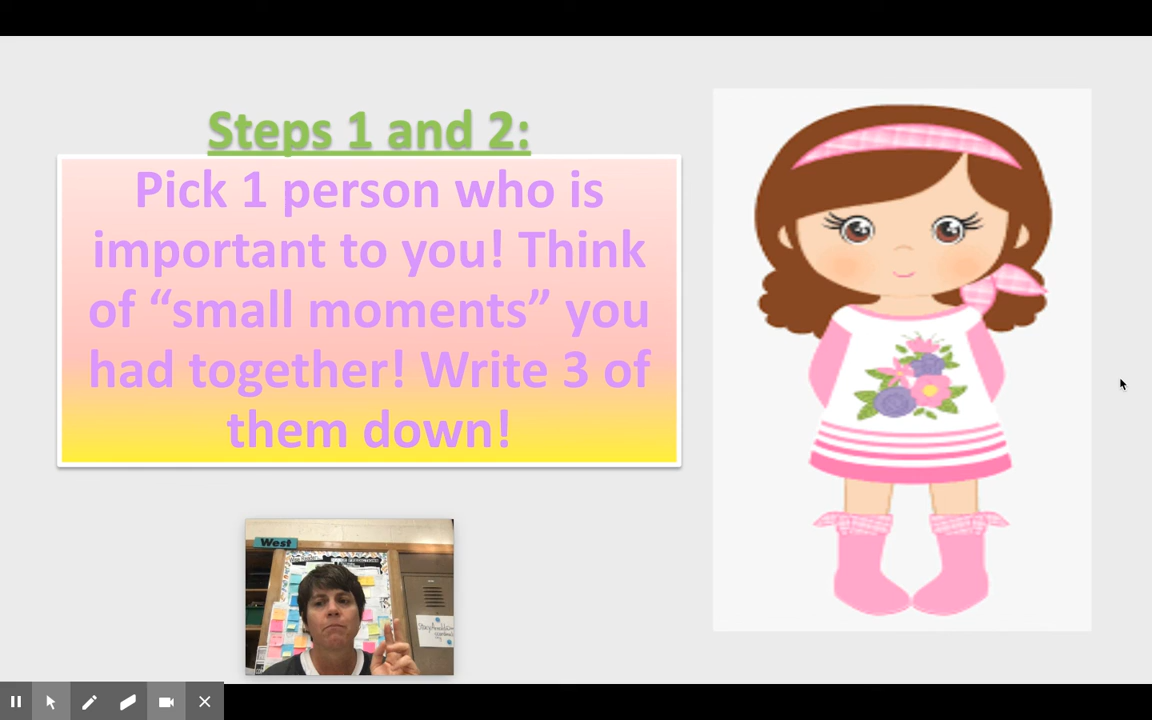 Steps 1 and 2:
Pick 1 person who is
important to you! Think
of “small moments” you
had together! Write 3 of
them down!
West